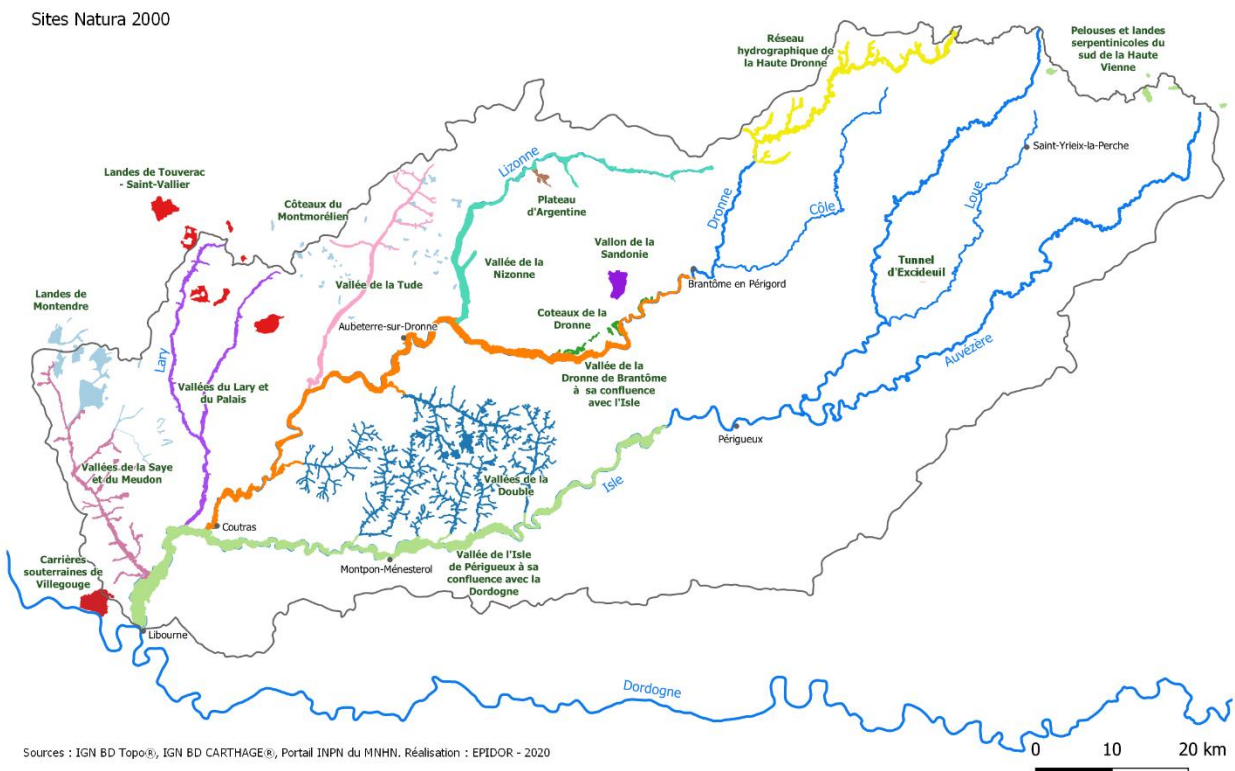 Sites Natura 2000
Réseau
hydrographique de
la Haute Dronne
Pelouses et landes
serpentinicoles du
sud de la Haute
Vienne
Landes de Touverac
- Saint-Vallier
Côteaux du
Montmorélien
Lizonne
Plateau
d'Argentine
Dronne
Côle
Loue
Saint-Yrieix-la-Perche
Vallée de la
Nizonne
Vallon de la
Sandonie
Tunnel
d'Excideuil
Vallée de la Tude
Brantôme en Périgord
Landes de
Montendre
Aubeterre-sur-Dronne
Coteaux de la
Dronne
Lary
Auvézère
Vallées du Lary et
du Palais
Vallée de la
Dronne de Brantôme
à sa confluence
avec l'Isle
Périgueux
Vallées de la Saye
et du Meudon
Vallées de la
Double
Isle
Coutras
Carrières
souterraines de
Villegouge
Montpon-Ménesterol
Vallée de l'Isle
de Périgueux à sa
confluence avec la
Dordogne
Libourne
Dordogne
Sources : IGN BD Topo®, IGN BD CARTHAGE®, Portail INPN du MNHN. Réalisation : EPIDOR - 2020
0 10 20 km